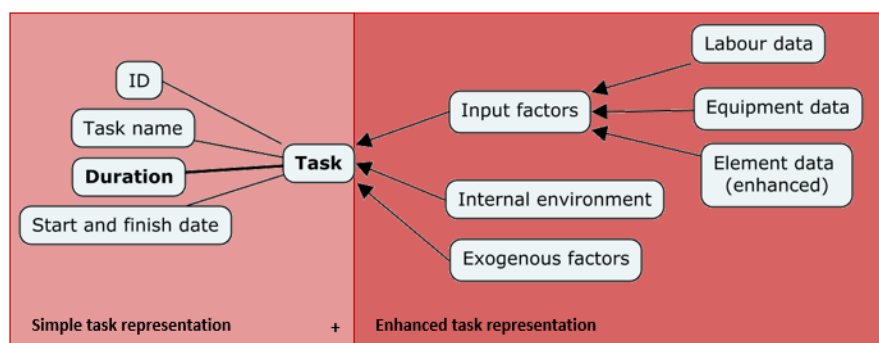 ID
Task name
Duration
Start and finish date
Task
Input factors
Internal environment
Exogenous factors
Labour data
Equipment data
Element data
(enhanced)
Simple task representation
+
Enhanced task representation